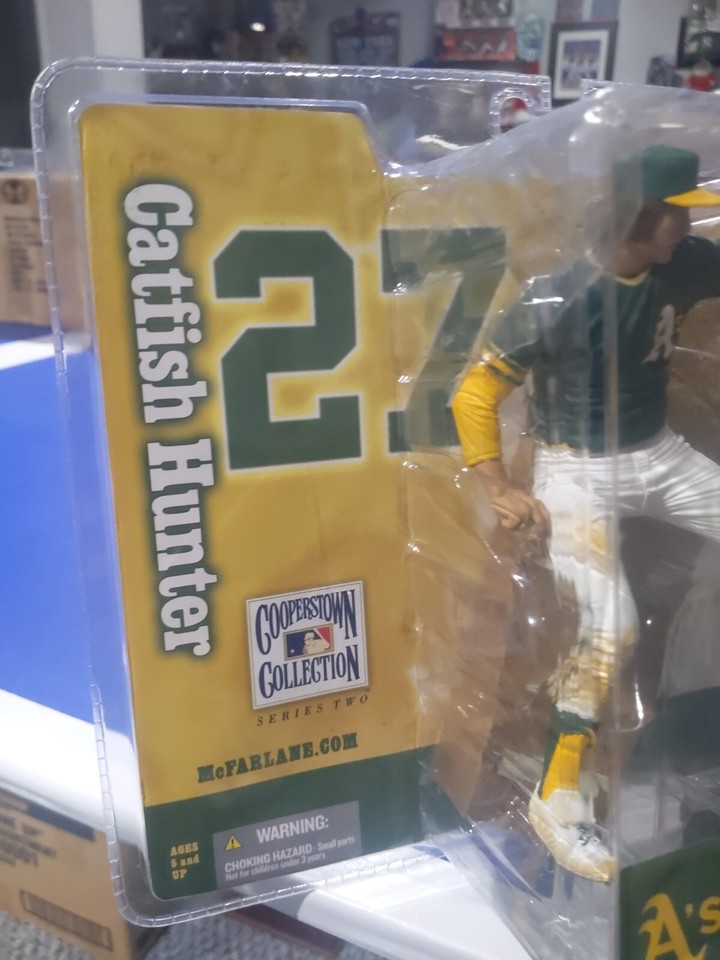 Catfish Hunter
27
A
COOPERSTOWN
COLLECTION
SERIES TWO
McFARLANE.COM
AGES
5 and
UP
WARNING:
CHOKING HAZARD - Small parts
Not for children under 3 years
A's